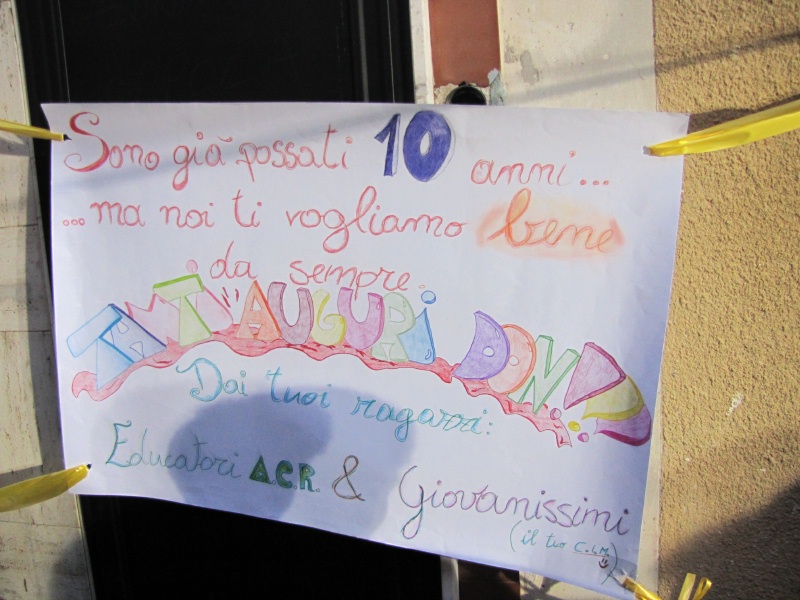 Sono già passati 10 anni...
...ma noi ti vogliamo bene
da sempre.
TANT'AUGURI DON!
Dai tuoi ragazzi:
Educatori A.C.R. & Giovanissimi
(il tuo C.G.M.)